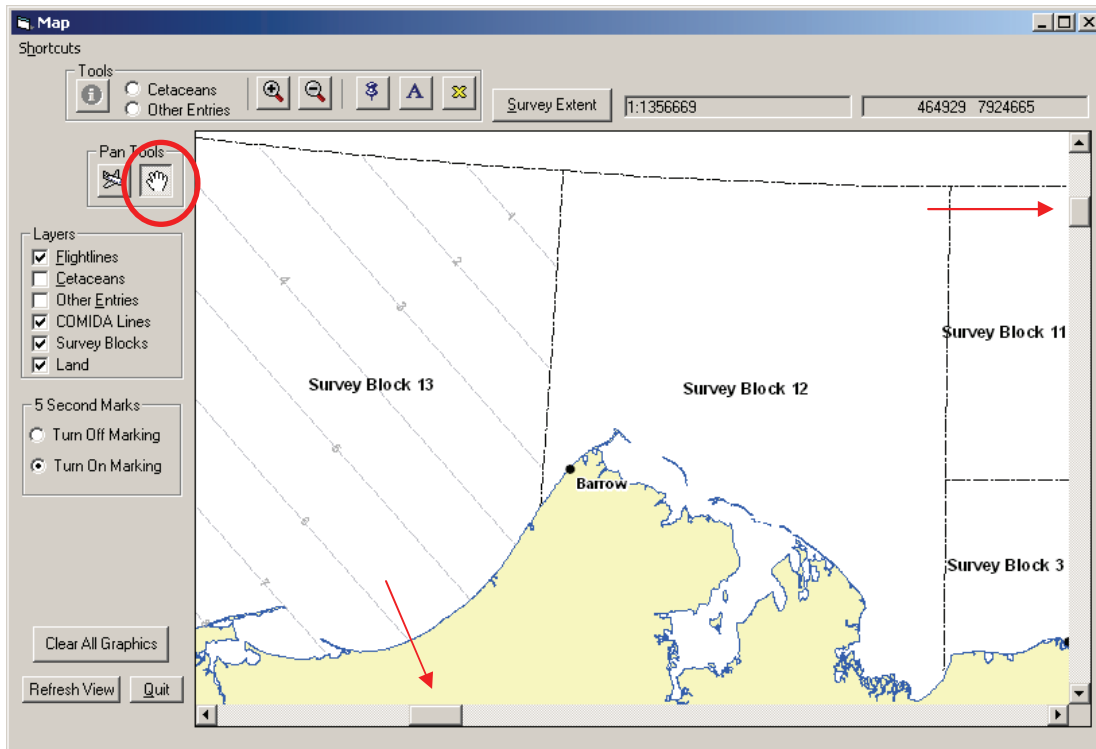 Map
Shortcuts
Tools
Cetaceans
Other Entries
A
Survey Extent
1:1356669
464929 7924665
Pan Tools
Layers
Flightlines
Cetaceans
Other Entries
COMIDA Lines
Survey Blocks
Land
5 Second Marks
Turn Off Marking
Turn On Marking
Clear All Graphics
Refresh View
Quit
1
2
3
4
5
6
7
Survey Block 13
Survey Block 12
Survey Block 11
Barrow
Survey Block 3